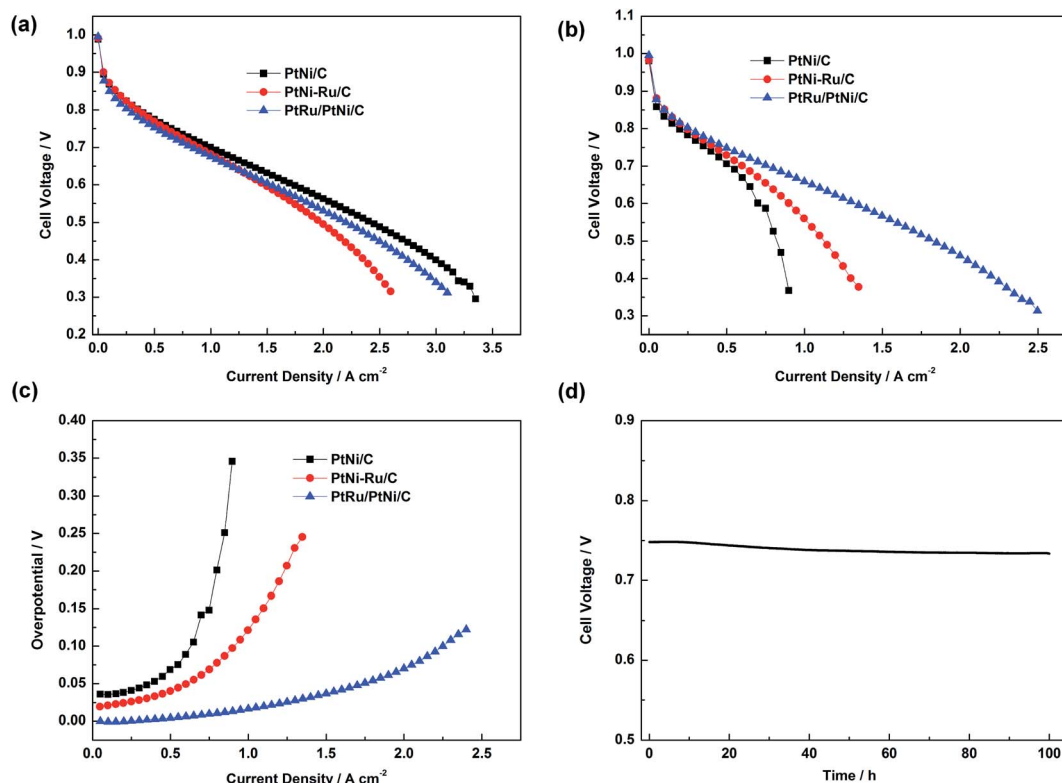 (a)
1.0
0.9
0.8
0.7
0.6
0.5
0.4
0.3
0.2
Cell Voltage / V
PtNi/C
PtNi-Ru/C
PtRu/PtNi/C
0.0 0.5 1.0 1.5 2.0 2.5 3.0 3.5
Current Density / A cm-2
(b)
1.1
1.0
0.9
0.8
0.7
0.6
0.5
0.4
0.3
Cell Voltage / V
PtNi/C
PtNi-Ru/C
PtRu/PtNi/C
0.0 0.5 1.0 1.5 2.0 2.5
Current Density / A cm-2
(c)
0.40
0.35
0.30
0.25
0.20
0.15
0.10
0.05
0.00
Overpotential / V
PtNi/C
PtNi-Ru/C
PtRu/PtNi/C
0.0 0.5 1.0 1.5 2.0 2.5
Current Density / A cm-2
(d)
0.9
0.8
0.7
0.6
0.5
Cell Voltage / V
0 20 40 60 80 100
Time / h